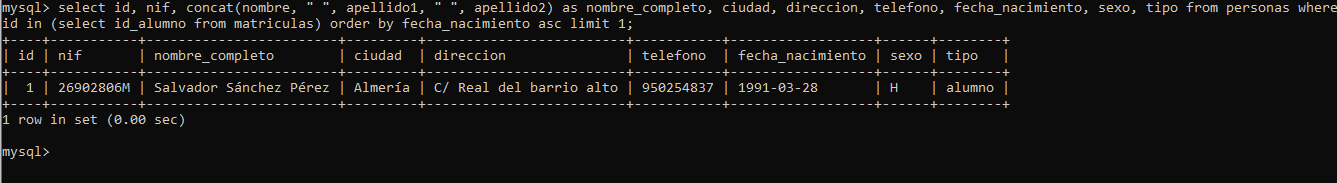 mysql> select id, nif, concat(nombre, " ", apellido1, " ", apellido2) as nombre_completo, ciudad, direccion, telefono, fecha_nacimiento, sexo, tipo from personas where
id in (select id_alumno from matriculas) order by fecha_nacimiento asc limit 1;
+----+-----------+-----------------------+---------+--------------------------+-----------+------------------+------+--------+
| id | nif       | nombre_completo       | ciudad  | direccion                | telefono  | fecha_nacimiento | sexo | tipo   |
+----+-----------+-----------------------+---------+--------------------------+-----------+------------------+------+--------+
|  1 | 26902806M | Salvador Sánchez Pérez | Almería | C/ Real del barrio alto | 950254837 | 1991-03-28       | H    | alumno |
+----+-----------+-----------------------+---------+--------------------------+-----------+------------------+------+--------+
1 row in set (0.00 sec)
mysql>